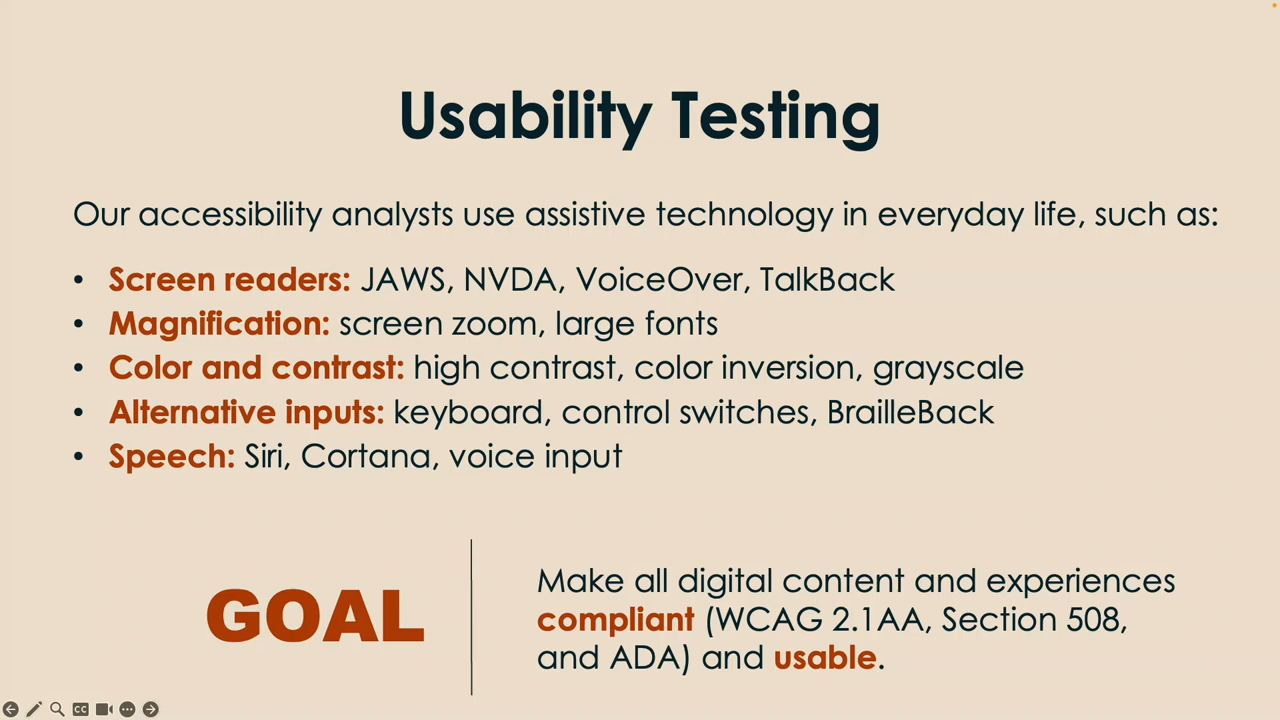 Usability Testing
Our accessibility analysts use assistive technology in everyday life, such as:
• Screen readers: JAWS, NVDA, VoiceOver, TalkBack
• Magnification: screen zoom, large fonts
• Color and contrast: high contrast, color inversion, grayscale
• Alternative inputs: keyboard, control switches, BrailleBack
• Speech: Siri, Cortana, voice input
GOAL
Make all digital content and experiences
compliant (WCAG 2.1AA, Section 508,
and ADA) and usable.
CC